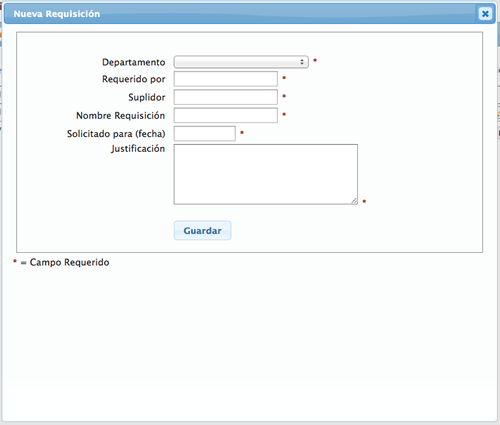 Nueva Requisición
Departamento *
Requerido por *
Suplidor *
Nombre Requisición *
Solicitado para (fecha) *
Justificación
*
Guardar
* = Campo Requerido